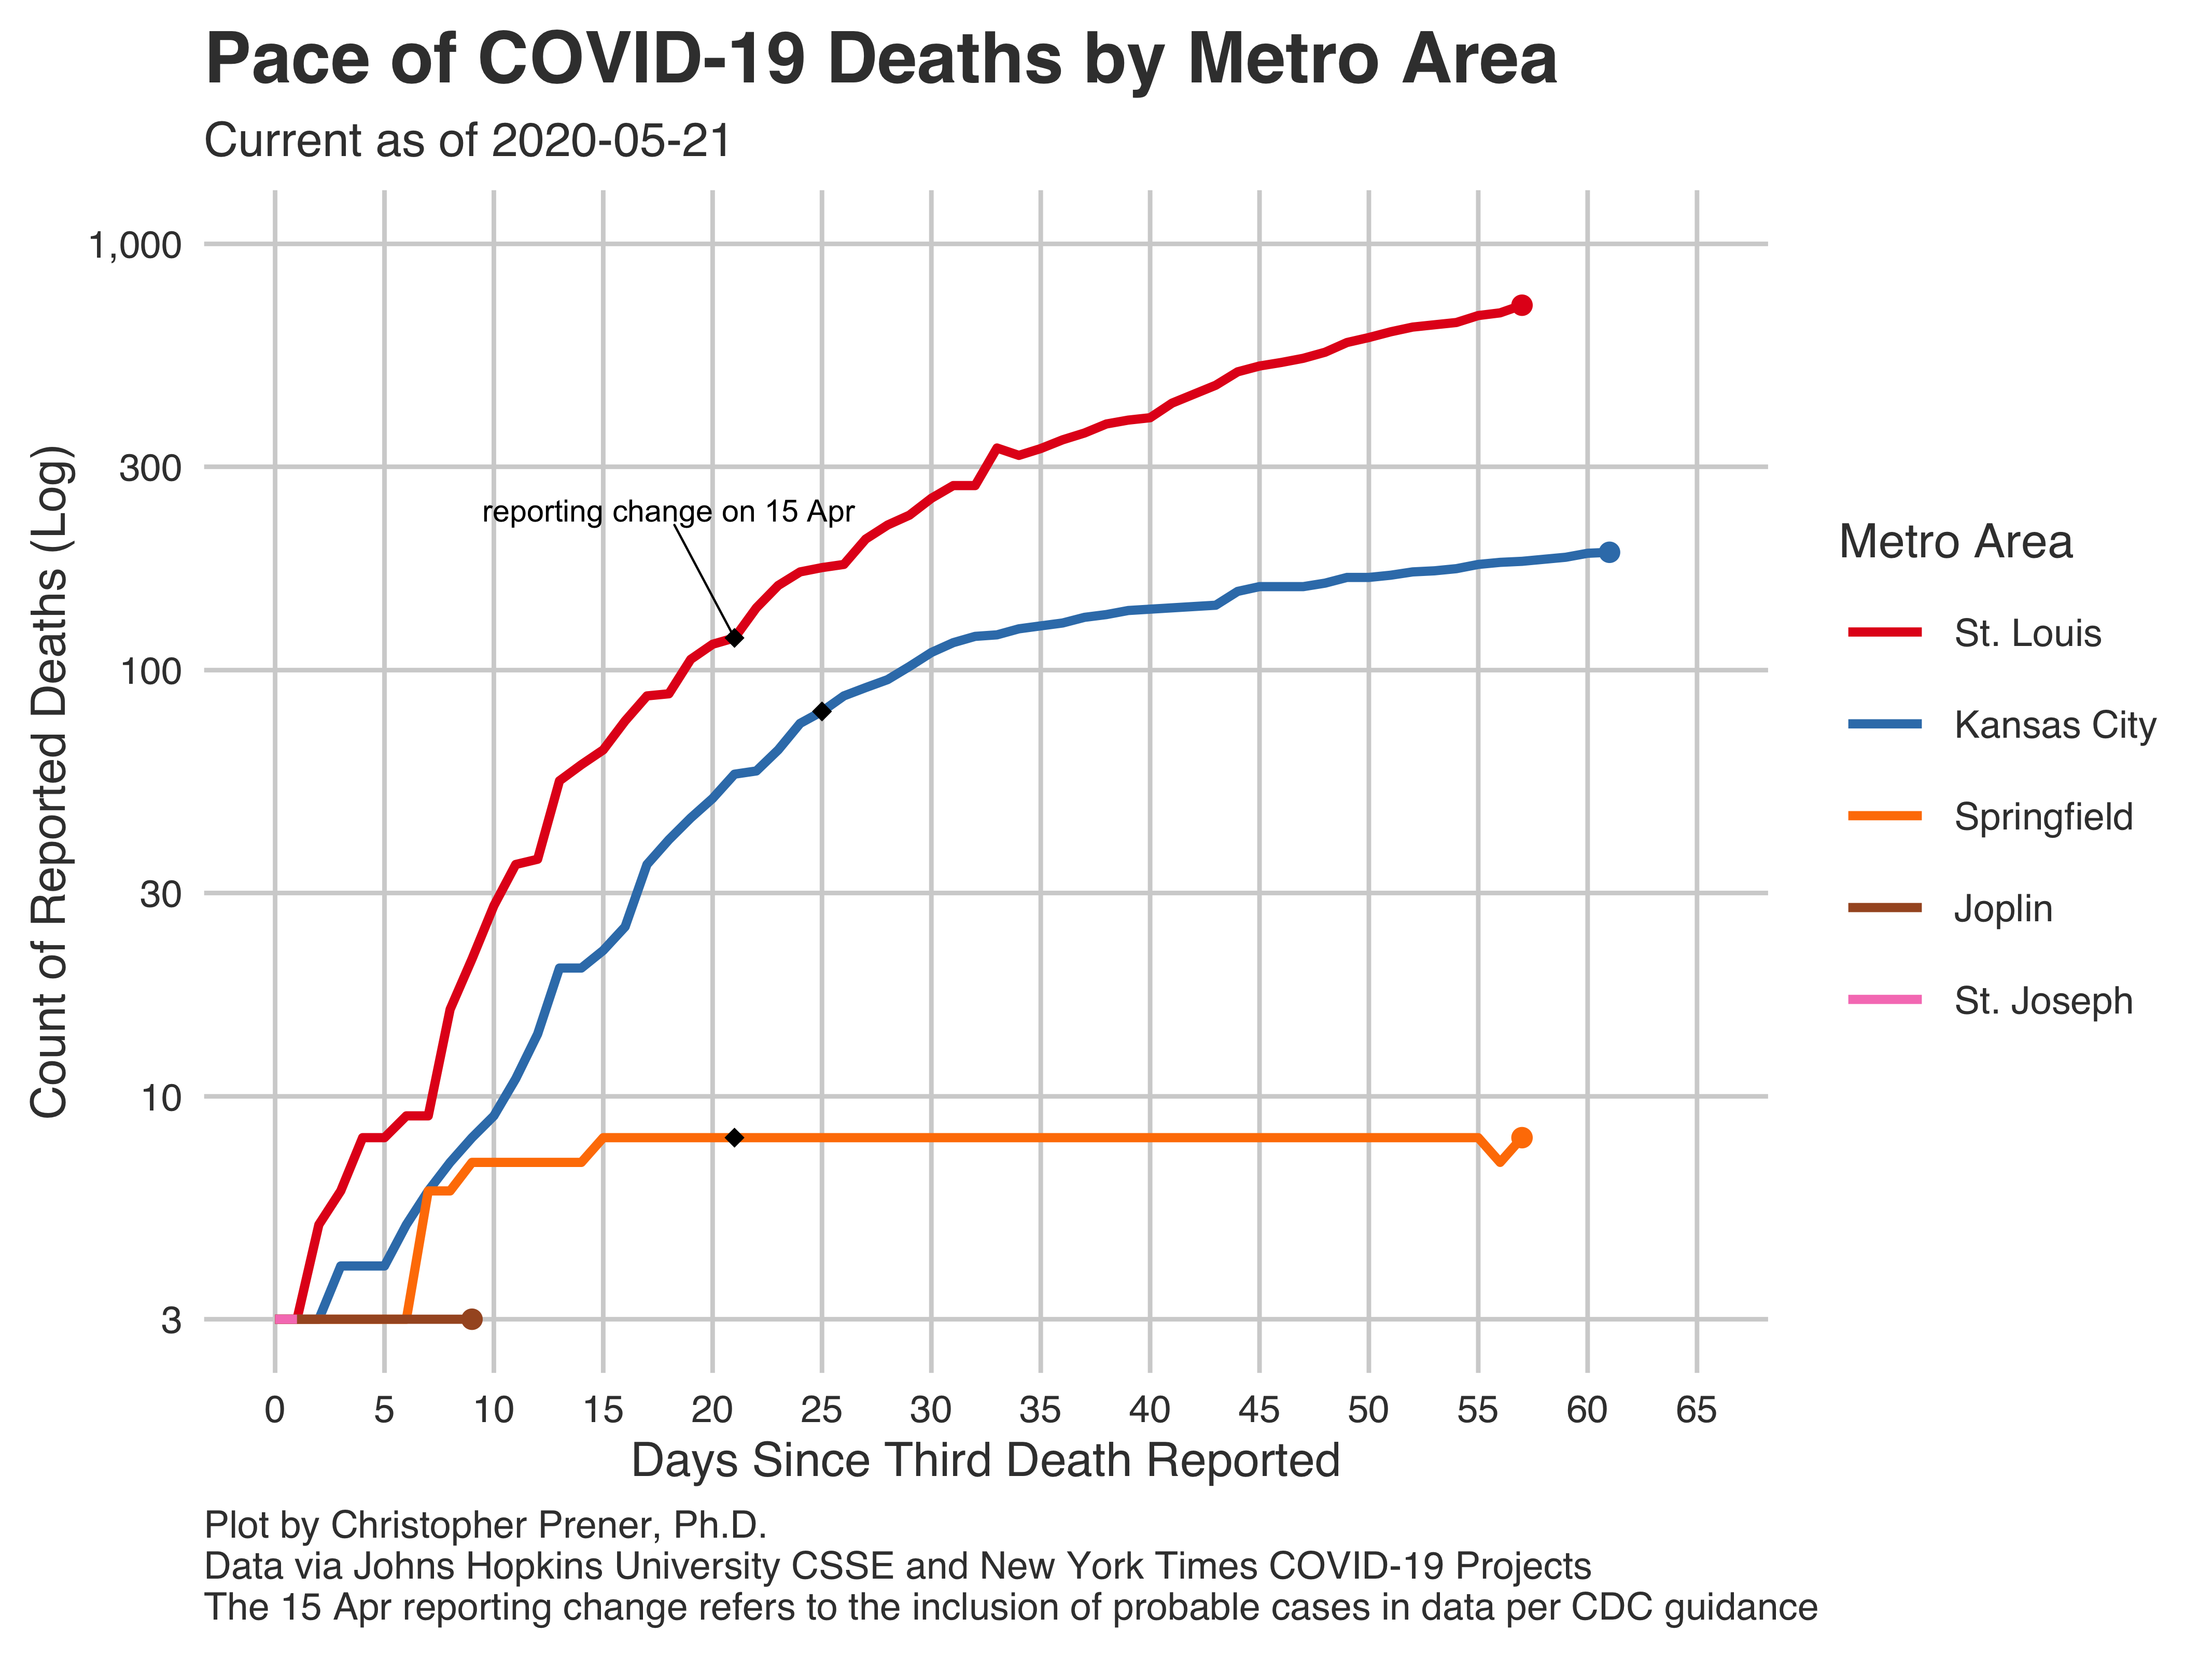 Pace of COVID-19 Deaths by Metro Area
Current as of 2020-05-21
Count of Reported Deaths (Log)
1,000
300
100
30
10
3
reporting change on 15 Apr
0 5 10 15 20 25 30 35 40 45 50 55 60 65
Days Since Third Death Reported
Metro Area
St. Louis
Kansas City
Springfield
Joplin
St. Joseph
Plot by Christopher Prener, Ph.D.
Data via Johns Hopkins University CSSE and New York Times COVID-19 Projects
The 15 Apr reporting change refers to the inclusion of probable cases in data per CDC guidance